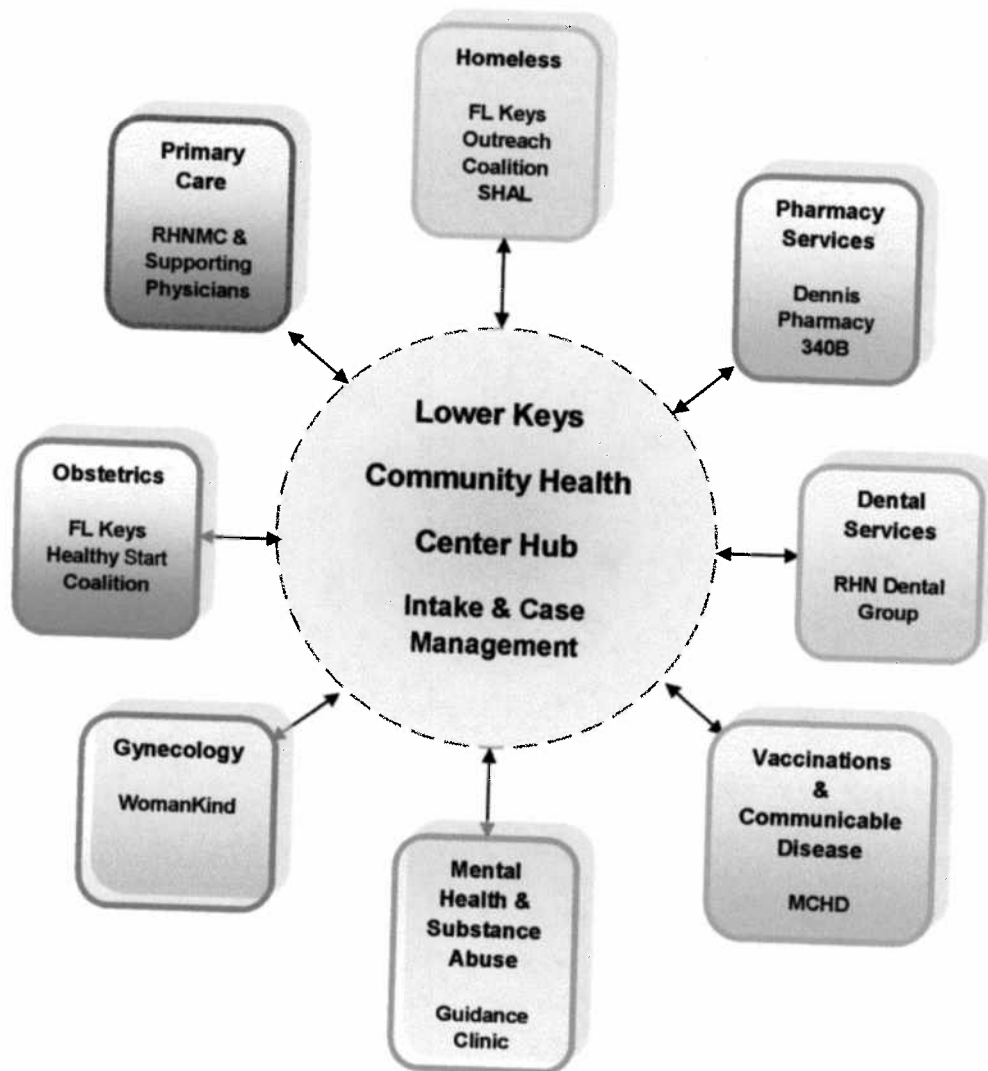 Homeless
FL Keys
Outreach
Coalition
SHAL
Primary
Care
RHNMC &
Supporting
Physicians
Pharmacy
Services
Dennis
Pharmacy
340B
Lower Keys
Community Health
Center Hub
Intake & Case
Management
Obstetrics
FL Keys
Healthy Start
Coalition
Dental
Services
RHN Dental
Group
Gynecology
WomanKind
Vaccinations
&
Communicable
Disease
MCHD
Mental
Health &
Substance
Abuse
Guidance
Clinic